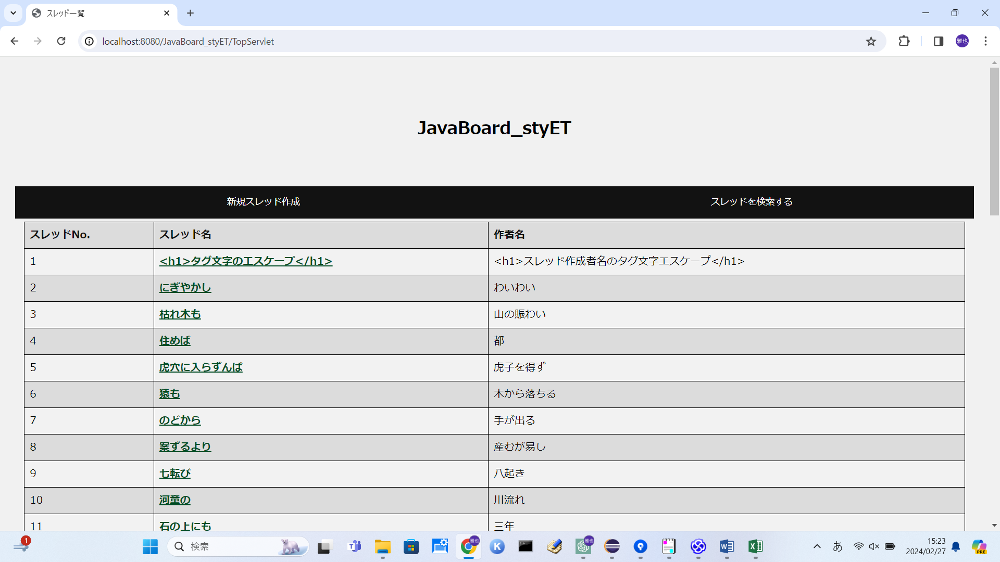 スレッド一覧
localhost:8080/JavaBoard_styET/TopServlet
雅也
JavaBoard_styET
新規スレッド作成 スレッドを検索する
スレッドNo. スレッド名 作者名
1 <h1>タグ文字のエスケープ</h1> <h1>スレッド作成者名のタグ文字エスケープ</h1>
2 にぎやかし わいわい
3 枯れ木も 山の賑わい
4 住めば 都
5 虎穴に入らずんば 虎子を得ず
6 猿も 木から落ちる
7 のどから 手が出る
8 案ずるより 産むが易し
9 七転び 八起き
10 河童の 川流れ
11 石の上にも 三年
1 検索 雅也 K 雅也 あ 15:23
2024/02/27 PRE